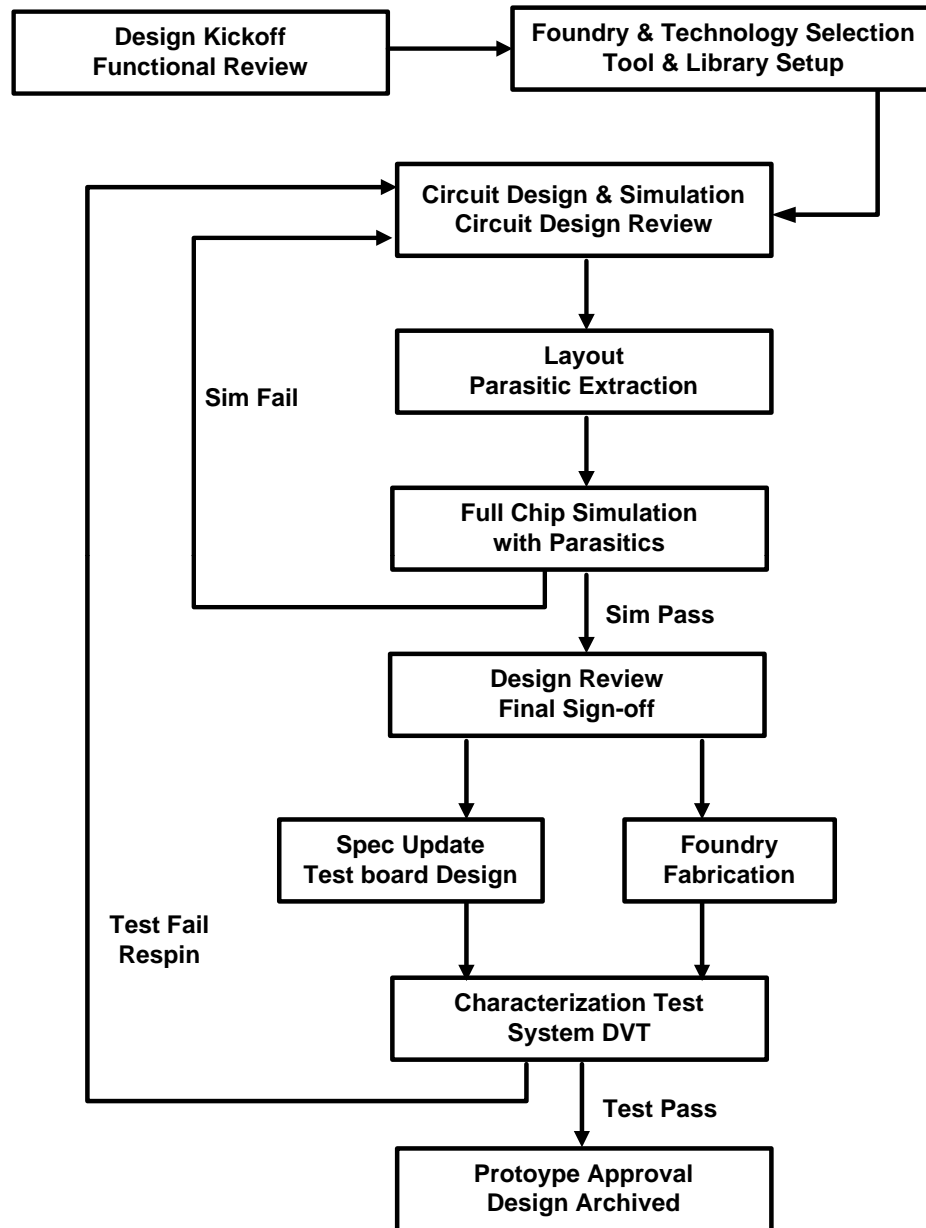 Design Kickoff
Functional Review
Foundry & Technology Selection
Tool & Library Setup
Circuit Design & Simulation
Circuit Design Review
Layout
Parasitic Extraction
Sim Fail
Full Chip Simulation
with Parasitics
Sim Pass
Design Review
Final Sign-off
Spec Update
Test board Design
Foundry
Fabrication
Test Fail
Respin
Characterization Test
System DVT
Test Pass
Protoype Approval
Design Archived